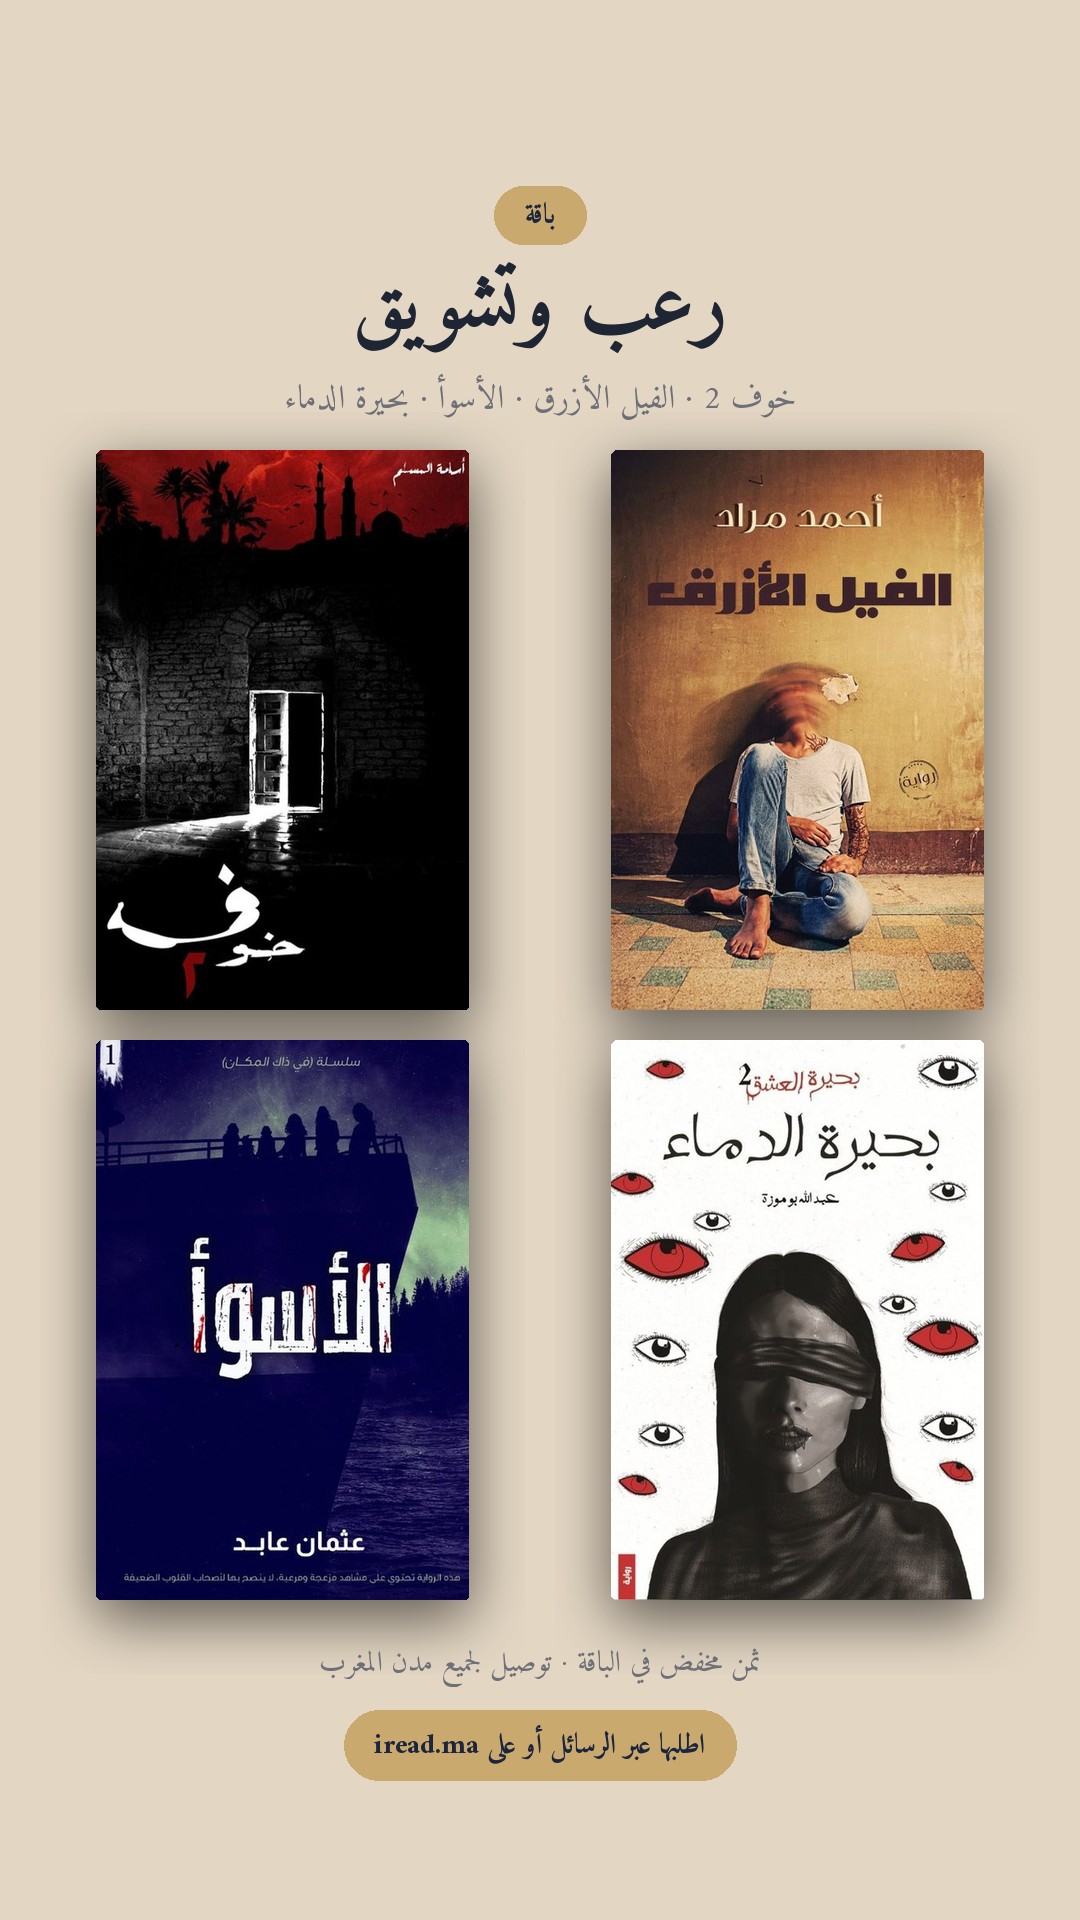 باقة
رعب وتشويق
خوف 2 · الفيل الأزرق · الأسوأ · بحيرة الدماء
أسامة المسلم
خوف
٢
أحمد مراد
الفيل الأزرق
رواية
1
سلسلة (في ذاك المكان)
الأسوأ
عثمان عابد
هذه الرواية تحتوي على مشاهد مزعجة ومرعبة، لا ينصح بها لأصحاب القلوب الضعيفة
بحيرة العشق 2
بحيرة الدماء
عبدالله بوموزة
رواية
ثمن مخفض في الباقة · توصيل لجميع مدن المغرب
اطلبها عبر الرسائل أو على iread.ma